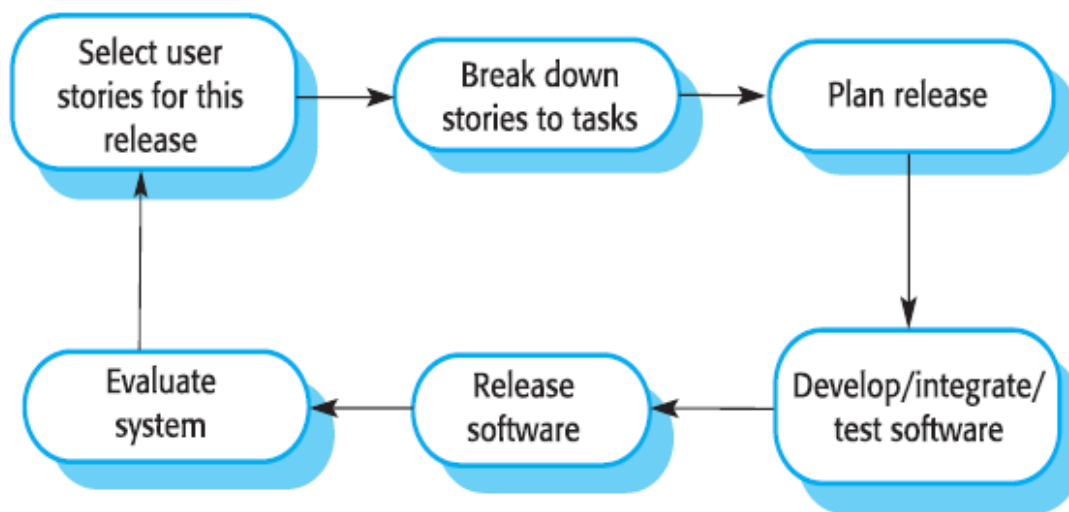 Select user
stories for this
release
Break down
stories to tasks
Plan release
Develop/integrate/
test software
Release
software
Evaluate
system